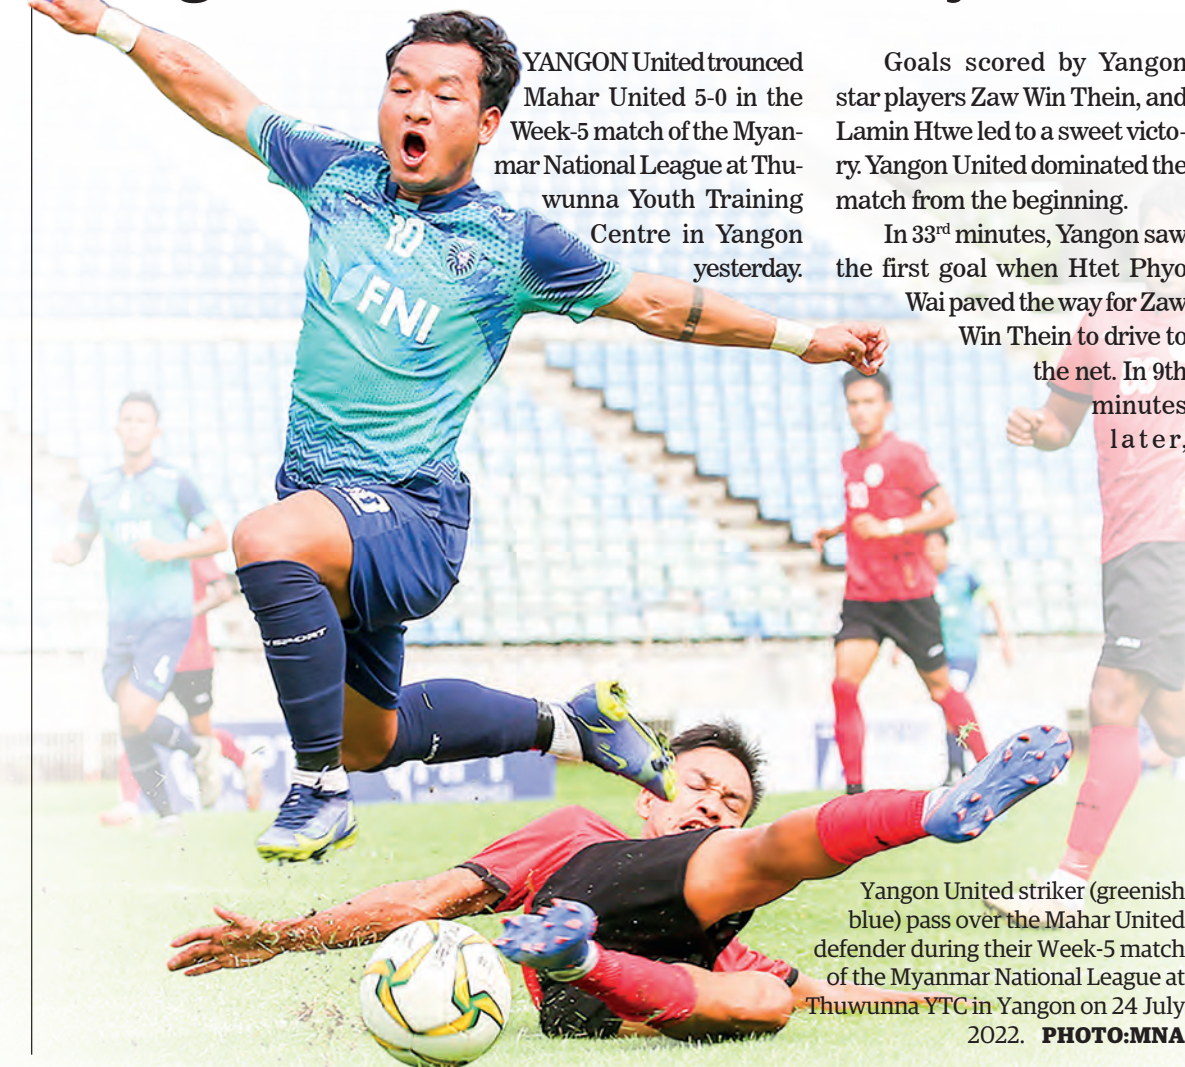 YANGON United trounced
Mahar United 5-0 in the
Week-5 match of the Myan-
mar National League at Thu-
wunna Youth Training
Centre in Yangon
yesterday.
Goals scored by Yangon
star players Zaw Win Thein, and
Lamin Htwe led to a sweet victo-
ry. Yangon United dominated the
match from the beginning.
In 33rd minutes, Yangon saw
the first goal when Htet Phyo
Wai paved the way for Zaw
Win Thein to drive to
the net. In 9th
minutes
later,
10
FNI
FNI
4
Yangon United striker (greenish
blue) pass over the Mahar United
defender during their Week-5 match
of the Myanmar National League at
Thuwunna YTC in Yangon on 24 July
2022. PHOTO:MNA